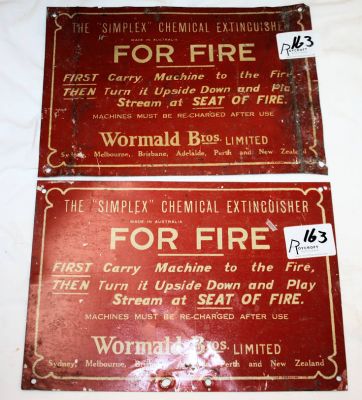 THE "SIMPLEX" CHEMICAL EXTINGUISHER
MADE IN AUSTRALIA
FOR FIRE
FIRST Carry Machine to the Fire,
THEN Turn it Upside Down and Pla
Stream at SEAT OF FIRE.
MACHINES MUST BE RE-CHARGED AFTER USE
Wormald Bros. LIMITED
Sydney, Melbourne, Brisbane, Adelaide, Perth and New Zealand
163
THE "SIMPLEX" CHEMICAL EXTINGUISHER
MADE IN AUSTRALIA
FOR FIRE
FIRST Carry Machine to the Fire,
THEN Turn it Upside Down and Play
Stream at SEAT OF FIRE.
MACHINES MUST BE RE-CHARGED AFTER USE
Wormald Bros. LIMITED
Sydney, Melbourne, Perth and New Zealand
163